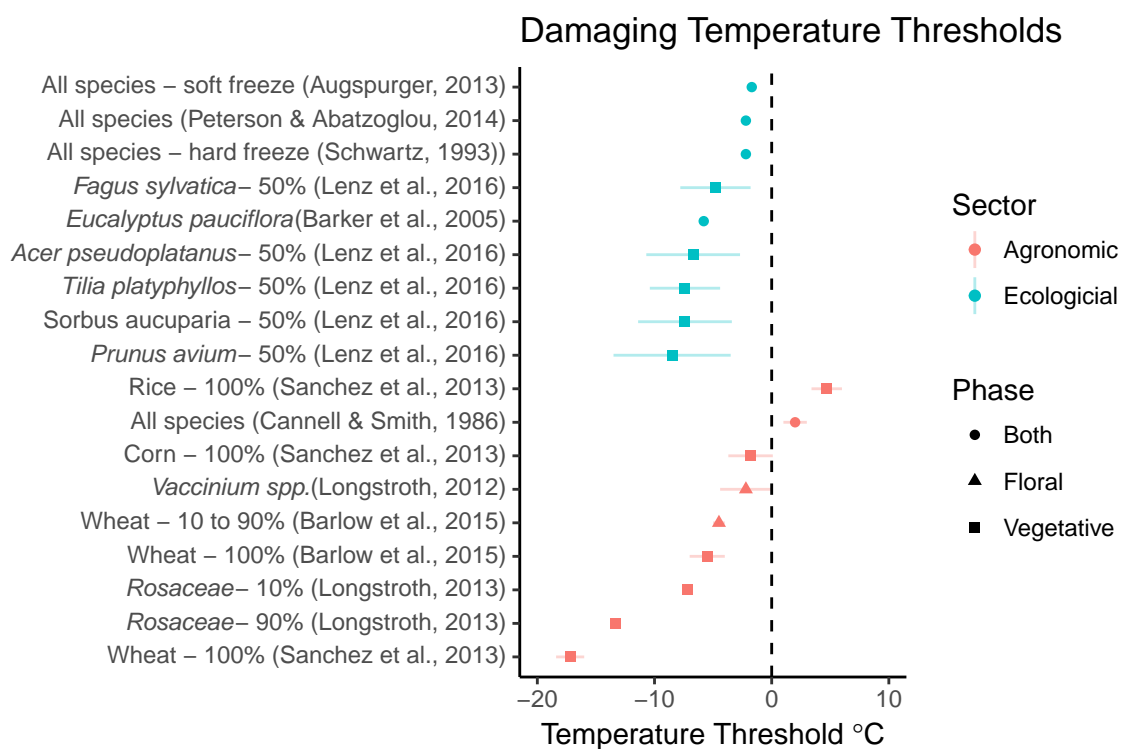 Damaging Temperature Thresholds
All species − soft freeze (Augspurger, 2013)
All species (Peterson & Abatzoglou, 2014)
All species − hard freeze (Schwartz, 1993))
Fagus sylvatica− 50% (Lenz et al., 2016)
Eucalyptus pauciflora(Barker et al., 2005)
Acer pseudoplatanus− 50% (Lenz et al., 2016)
Tilia platyphyllos− 50% (Lenz et al., 2016)
Sorbus aucuparia − 50% (Lenz et al., 2016)
Prunus avium− 50% (Lenz et al., 2016)
Rice − 100% (Sanchez et al., 2013)
All species (Cannell & Smith, 1986)
Corn − 100% (Sanchez et al., 2013)
Vaccinium spp.(Longstroth, 2012)
Wheat − 10 to 90% (Barlow et al., 2015)
Wheat − 100% (Barlow et al., 2015)
Rosaceae− 10% (Longstroth, 2013)
Rosaceae− 90% (Longstroth, 2013)
Wheat − 100% (Sanchez et al., 2013)
−20 −10 0 10
Temperature Threshold °C
Sector
Agronomic
Ecologicial
Phase
Both
Floral
Vegetative